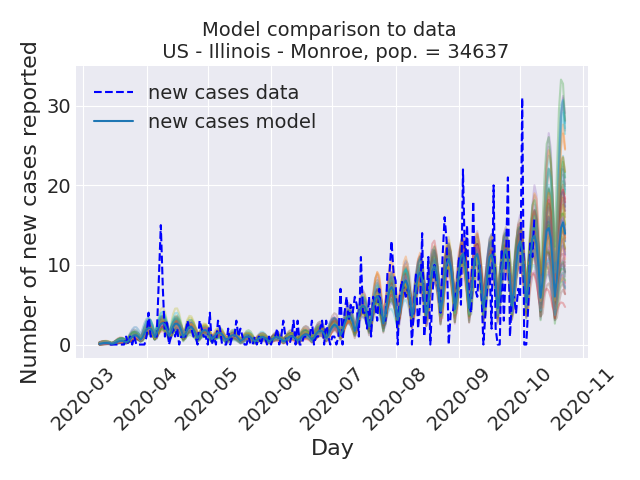 Model comparison to data
US - Illinois - Monroe, pop. = 34637
Number of new cases reported
30
20
10
0
new cases data
new cases model
2020-03
2020-04
2020-05
2020-06
2020-07
2020-08
2020-09
2020-10
2020-11
Day